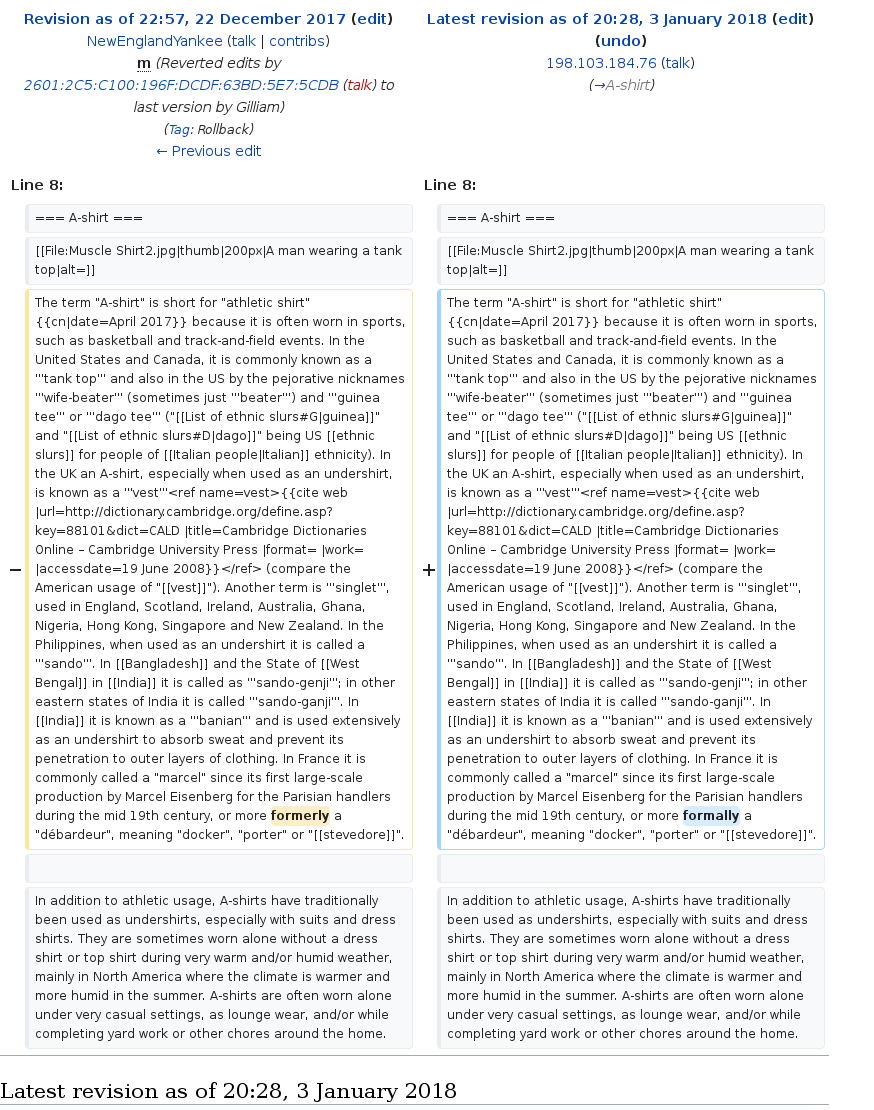 Revision as of 22:57, 22 December 2017 (edit)
NewEnglandYankee (talk | contribs)
m (Reverted edits by
2601:2C5:C100:196F:DCDF:63BD:5E7:5CDB (talk) to
last version by Gilliam)
(Tag: Rollback)
← Previous edit
Latest revision as of 20:28, 3 January 2018 (edit)
(undo)
198.103.184.76 (talk)
(→A-shirt)
Line 8:
=== A-shirt ===
[[File:Muscle Shirt2.jpg|thumb|200px|A man wearing a tank
top|alt=]]
−
The term "A-shirt" is short for "athletic shirt"
{{cn|date=April 2017}} because it is often worn in sports,
such as basketball and track-and-field events. In the
United States and Canada, it is commonly known as a
'''tank top''' and also in the US by the pejorative nicknames
'''wife-beater''' (sometimes just '''beater''') and '''guinea
tee''' or '''dago tee''' ("[[List of ethnic slurs#G|guinea]]"
and "[[List of ethnic slurs#D|dago]]" being US [[ethnic
slurs]] for people of [[Italian people|Italian]] ethnicity). In
the UK an A-shirt, especially when used as an undershirt,
is known as a '''vest'''<ref name=vest>{{cite web
|url=http://dictionary.cambridge.org/define.asp?
key=88101&dict=CALD |title=Cambridge Dictionaries
Online – Cambridge University Press |format= |work=
|accessdate=19 June 2008}}</ref> (compare the
American usage of "[[vest]]"). Another term is '''singlet''',
used in England, Scotland, Ireland, Australia, Ghana,
Nigeria, Hong Kong, Singapore and New Zealand. In the
Philippines, when used as an undershirt it is called a
'''sando'''. In [[Bangladesh]] and the State of [[West
Bengal]] in [[India]] it is called as '''sando-genji'''; in other
eastern states of India it is called '''sando-ganji'''. In
[[India]] it is known as a '''banian''' and is used extensively
as an undershirt to absorb sweat and prevent its
penetration to outer layers of clothing. In France it is
commonly called a "marcel" since its first large-scale
production by Marcel Eisenberg for the Parisian handlers
during the mid 19th century, or more formerly a
"débardeur", meaning "docker", "porter" or "[[stevedore]]".
In addition to athletic usage, A-shirts have traditionally
been used as undershirts, especially with suits and dress
shirts. They are sometimes worn alone without a dress
shirt or top shirt during very warm and/or humid weather,
mainly in North America where the climate is warmer and
more humid in the summer. A-shirts are often worn alone
under very casual settings, as lounge wear, and/or while
completing yard work or other chores around the home.
Line 8:
=== A-shirt ===
[[File:Muscle Shirt2.jpg|thumb|200px|A man wearing a tank
top|alt=]]
+
The term "A-shirt" is short for "athletic shirt"
{{cn|date=April 2017}} because it is often worn in sports,
such as basketball and track-and-field events. In the
United States and Canada, it is commonly known as a
'''tank top''' and also in the US by the pejorative nicknames
'''wife-beater''' (sometimes just '''beater''') and '''guinea
tee''' or '''dago tee''' ("[[List of ethnic slurs#G|guinea]]"
and "[[List of ethnic slurs#D|dago]]" being US [[ethnic
slurs]] for people of [[Italian people|Italian]] ethnicity). In
the UK an A-shirt, especially when used as an undershirt,
is known as a '''vest'''<ref name=vest>{{cite web
|url=http://dictionary.cambridge.org/define.asp?
key=88101&dict=CALD |title=Cambridge Dictionaries
Online – Cambridge University Press |format= |work=
|accessdate=19 June 2008}}</ref> (compare the
American usage of "[[vest]]"). Another term is '''singlet''',
used in England, Scotland, Ireland, Australia, Ghana,
Nigeria, Hong Kong, Singapore and New Zealand. In the
Philippines, when used as an undershirt it is called a
'''sando'''. In [[Bangladesh]] and the State of [[West
Bengal]] in [[India]] it is called as '''sando-genji'''; in other
eastern states of India it is called '''sando-ganji'''. In
[[India]] it is known as a '''banian''' and is used extensively
as an undershirt to absorb sweat and prevent its
penetration to outer layers of clothing. In France it is
commonly called a "marcel" since its first large-scale
production by Marcel Eisenberg for the Parisian handlers
during the mid 19th century, or more formally a
"débardeur", meaning "docker", "porter" or "[[stevedore]]".
In addition to athletic usage, A-shirts have traditionally
been used as undershirts, especially with suits and dress
shirts. They are sometimes worn alone without a dress
shirt or top shirt during very warm and/or humid weather,
mainly in North America where the climate is warmer and
more humid in the summer. A-shirts are often worn alone
under very casual settings, as lounge wear, and/or while
completing yard work or other chores around the home.
Latest revision as of 20:28, 3 January 2018